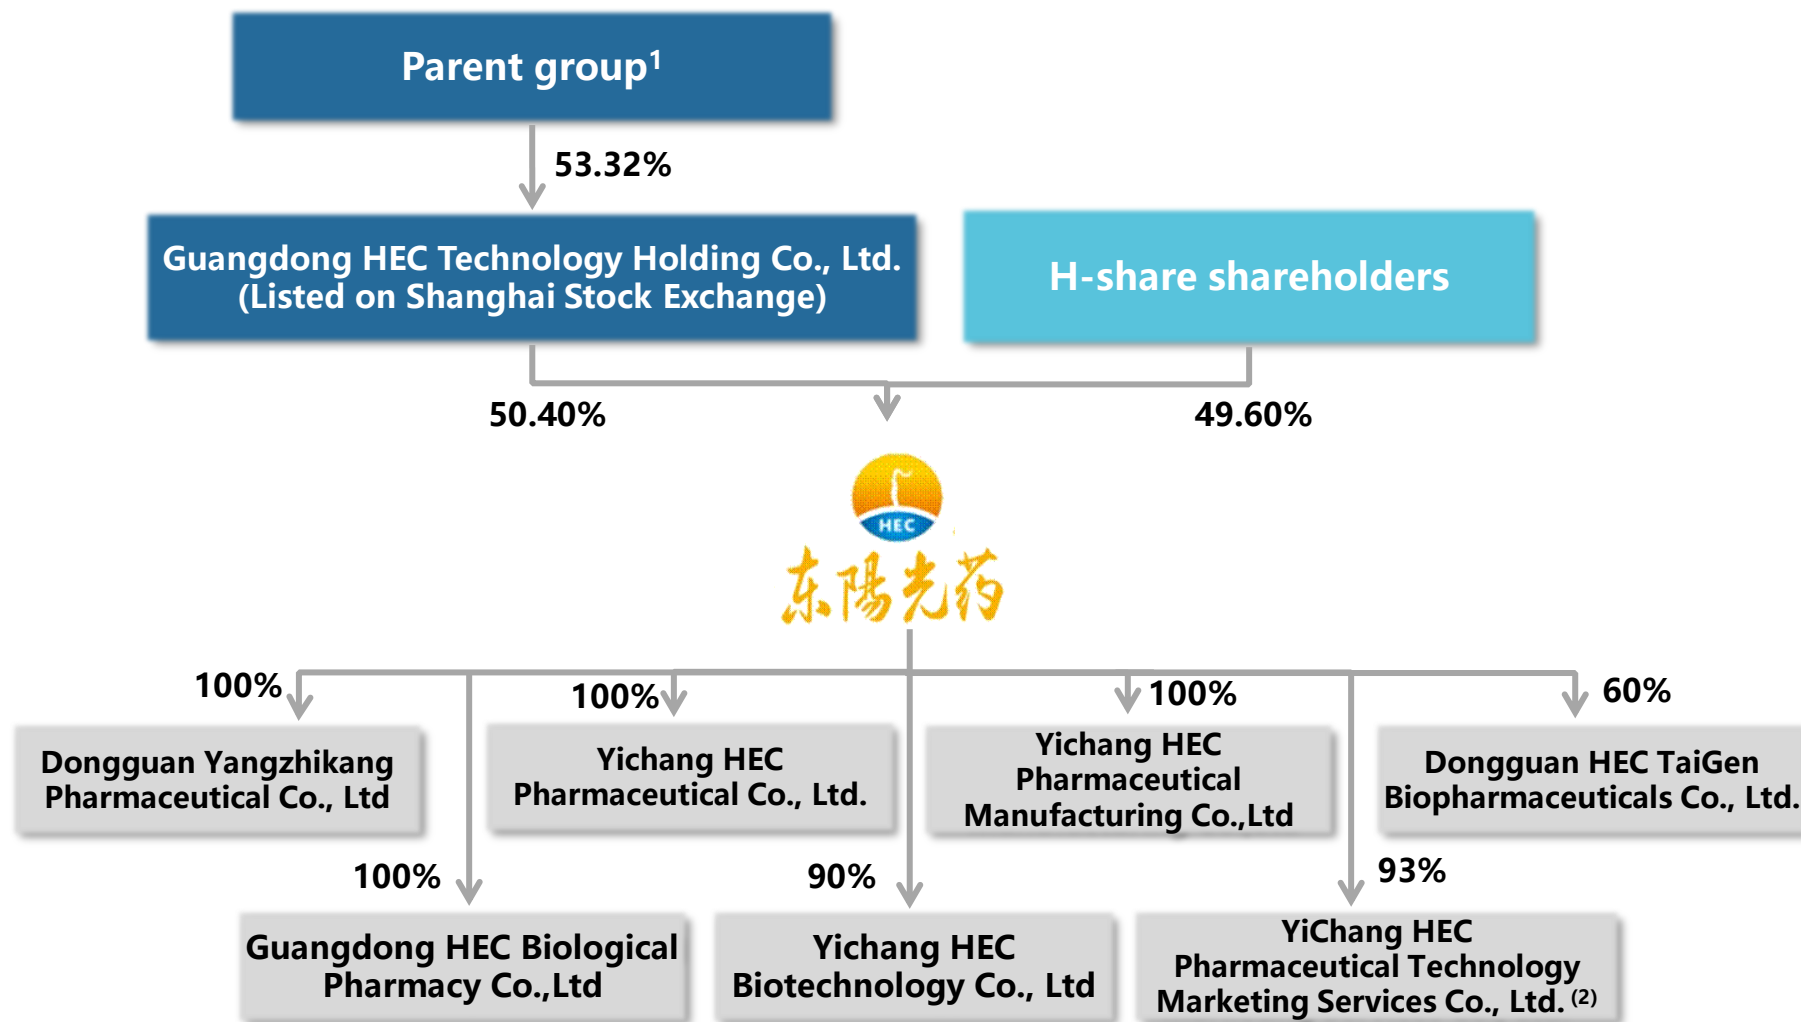 Parent group1
53.32%
Guangdong HEC Technology Holding Co., Ltd.
(Listed on Shanghai Stock Exchange)
H-share shareholders
50.40%
49.60%
HEC
东陽光药
100%
100%
100%
60%
Dongguan Yangzhikang
Pharmaceutical Co., Ltd
Yichang HEC
Pharmaceutical Co., Ltd.
Yichang HEC
Pharmaceutical
Manufacturing Co.,Ltd
Dongguan HEC TaiGen
Biopharmaceuticals Co., Ltd.
100%
90%
93%
Guangdong HEC Biological
Pharmacy Co.,Ltd
Yichang HEC
Biotechnology Co., Ltd
YiChang HEC
Pharmaceutical Technology
Marketing Services Co., Ltd. (2)